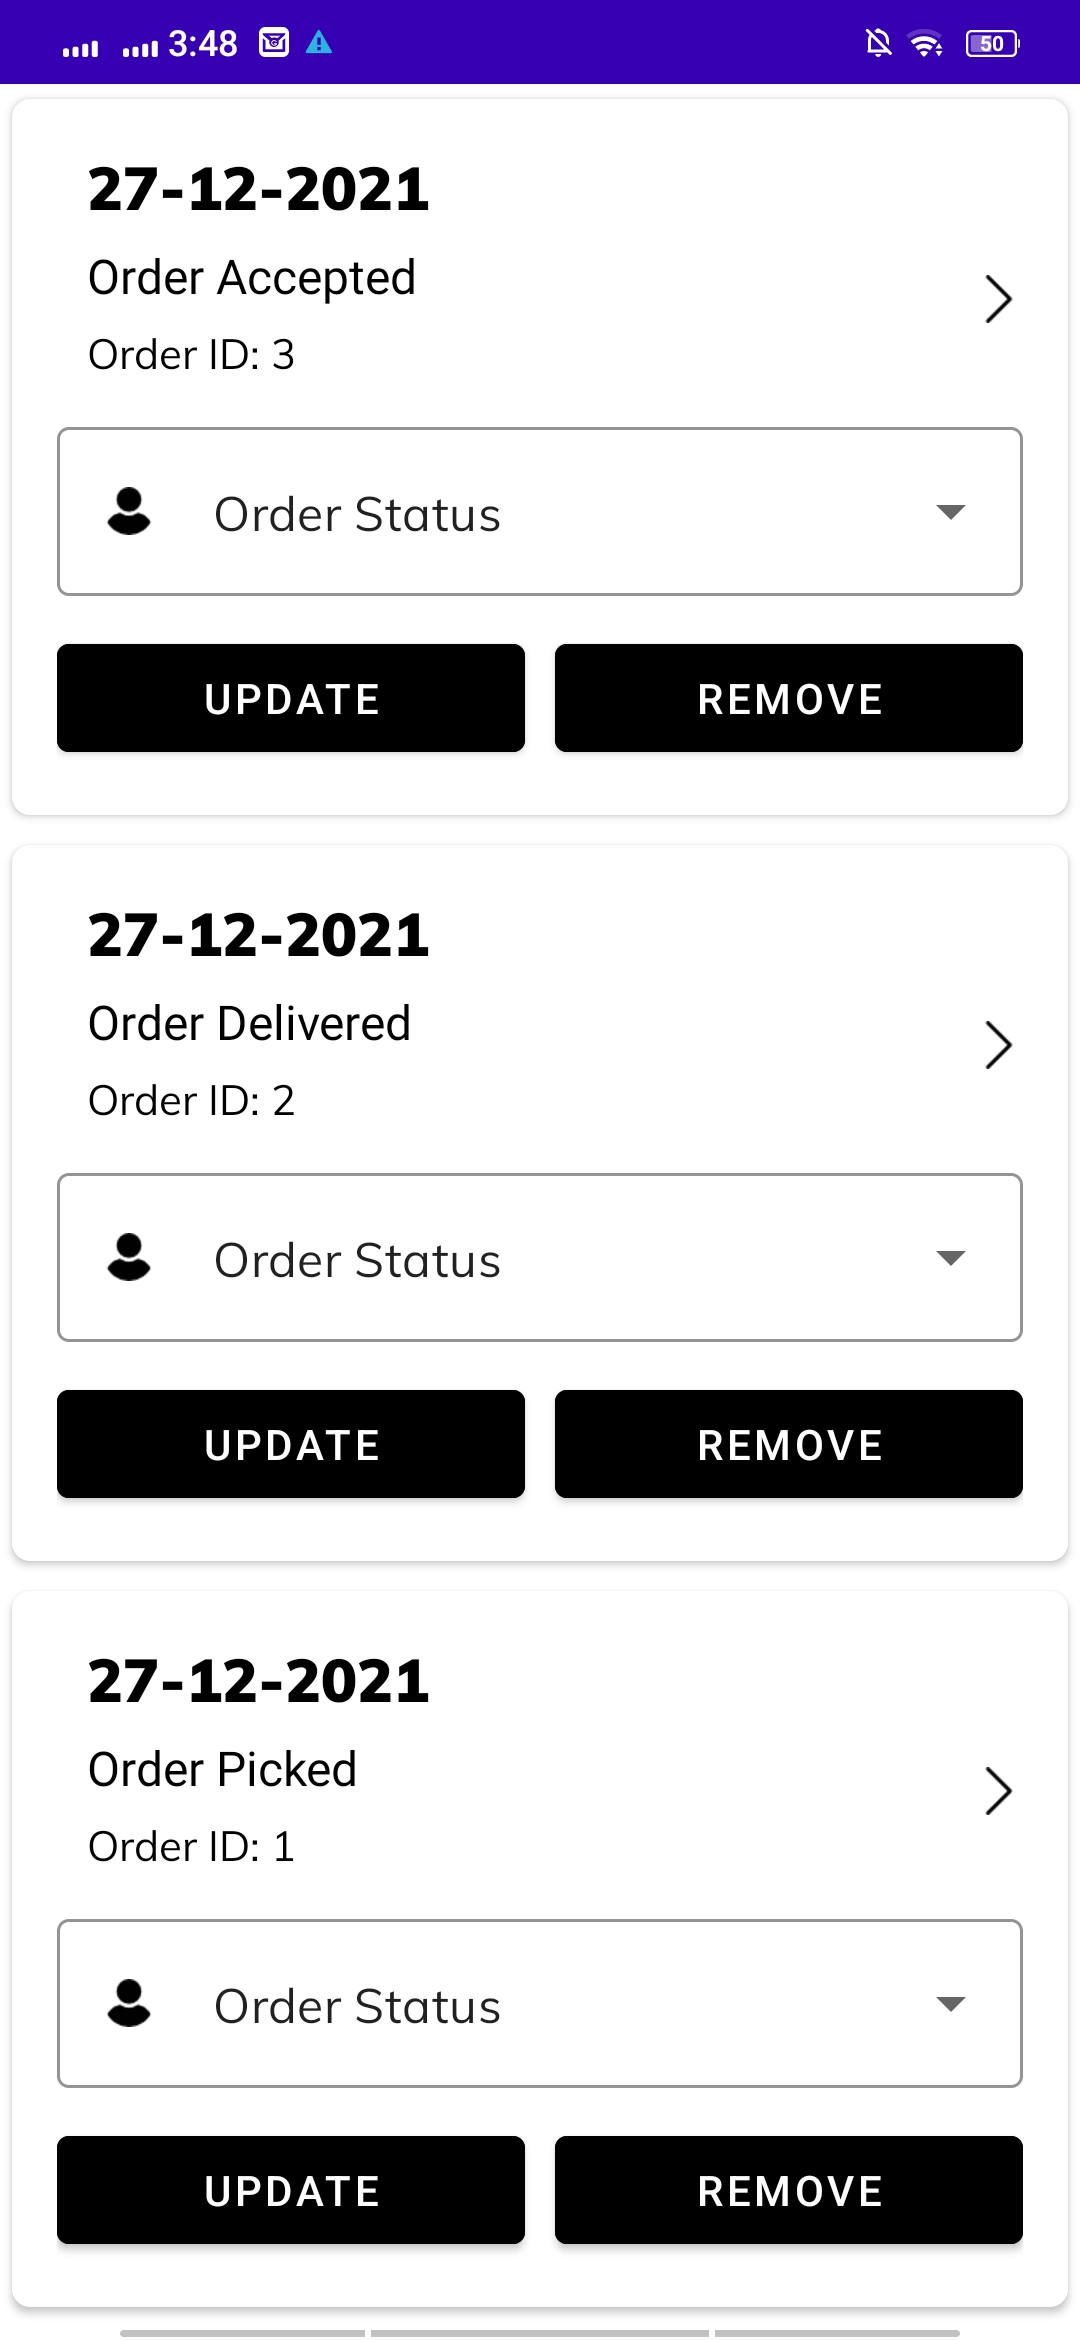 3:48 50
27-12-2021
Order Accepted
Order ID: 3
Order Status
UPDATE REMOVE
27-12-2021
Order Delivered
Order ID: 2
Order Status
UPDATE REMOVE
27-12-2021
Order Picked
Order ID: 1
Order Status
UPDATE REMOVE